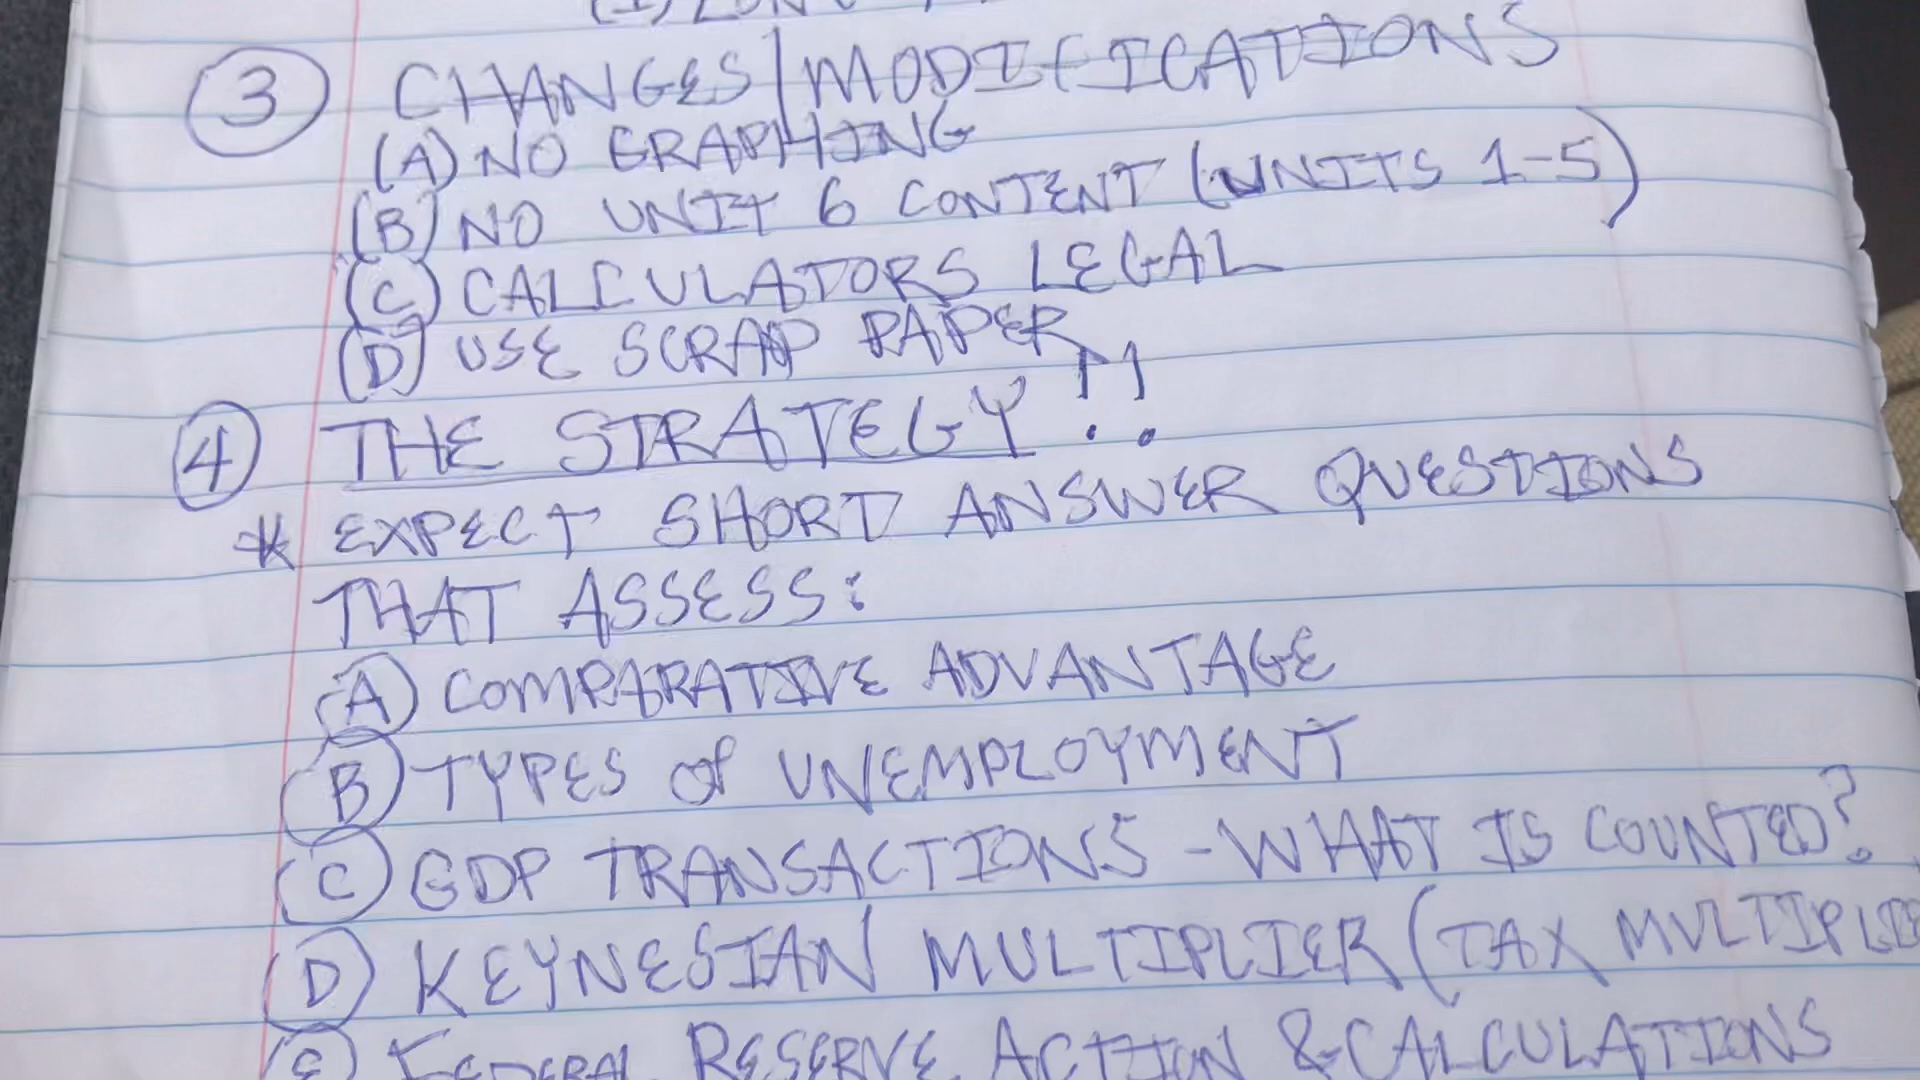 3 CHANGES/MODIFICATIONS
(A) NO GRAPHING
(B) NO UNIT 6 CONTENT (UNITS 1-5)
(C) CALCULATORS LEGAL
(D) USE SCRAP PAPER
4 THE STRATEGY!!
* EXPECT SHORT ANSWER QUESTIONS
THAT ASSESS:
(A) COMPARATIVE ADVANTAGE
(B) TYPES OF UNEMPLOYMENT
(C) GDP TRANSACTIONS - WHAT IS COUNTED?
(D) KEYNESIAN MULTIPLIER (TAX
(E) FEDERAL RESERVE ACTION & CALCULATIONS